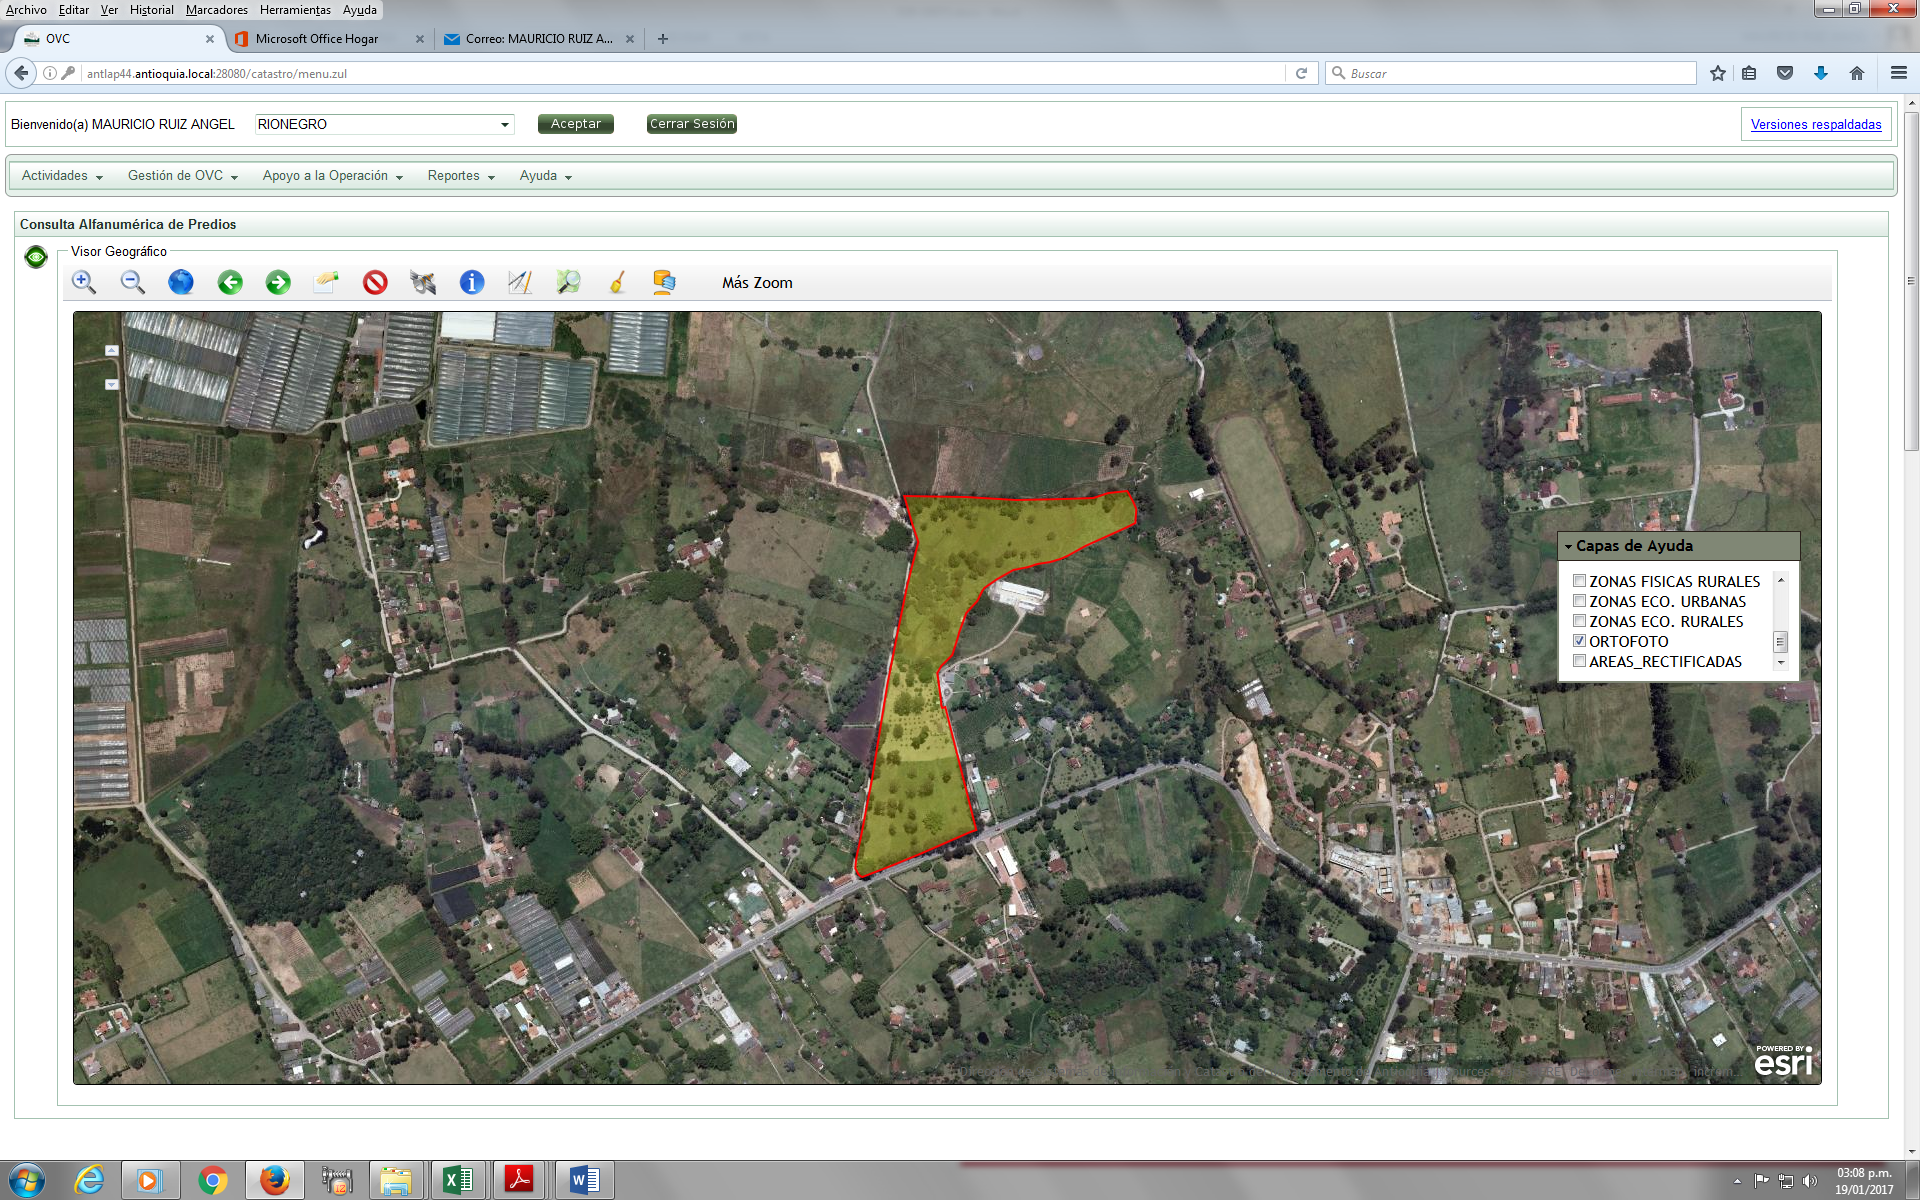 Archivo Editar Ver Historial Marcadores Herramientas Ayuda
OVC
Microsoft Office Hogar
Correo: MAURICIO RUIZ A...
antlap44.antioquia.local:28080/catastro/menu.zul
Buscar
Bienvenido(a) MAURICIO RUIZ ANGEL
RIONEGRO
Aceptar
Cerrar Sesión
Versiones respaldadas
Actividades
Gestión de OVC
Apoyo a la Operación
Reportes
Ayuda
Consulta Alfanumérica de Predios
Visor Geográfico
Más Zoom
Capas de Ayuda
ZONAS FISICAS RURALES
ZONAS ECO. URBANAS
ZONAS ECO. RURALES
ORTOFOTO
AREAS_RECTIFICADAS
POWERED BY
esri
03:08 p.m.
19/01/2017